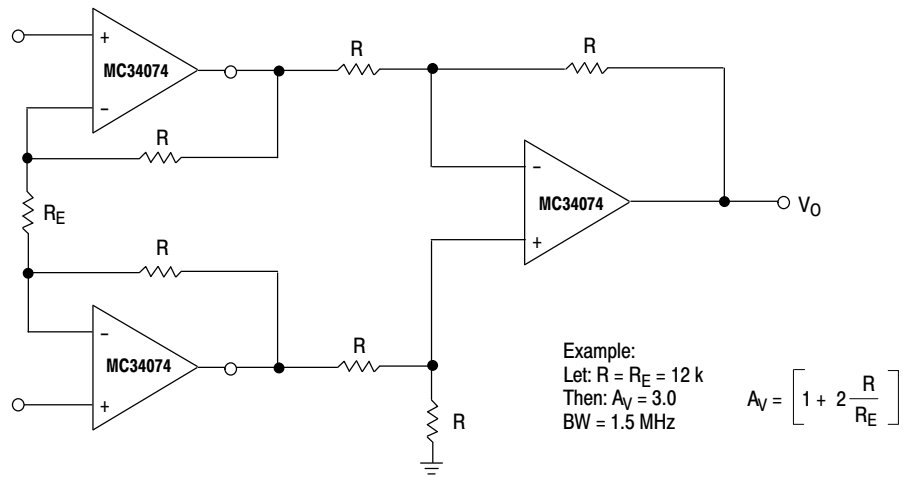 +
MC34074
−
R
R
R
R
−
MC34074
+
V_O
R_E
R
−
MC34074
+
R
R
Example:
Let: R = R_E = 12 k
Then: A_V = 3.0
BW = 1.5 MHz
A_V = [1 + 2 R/R_E]